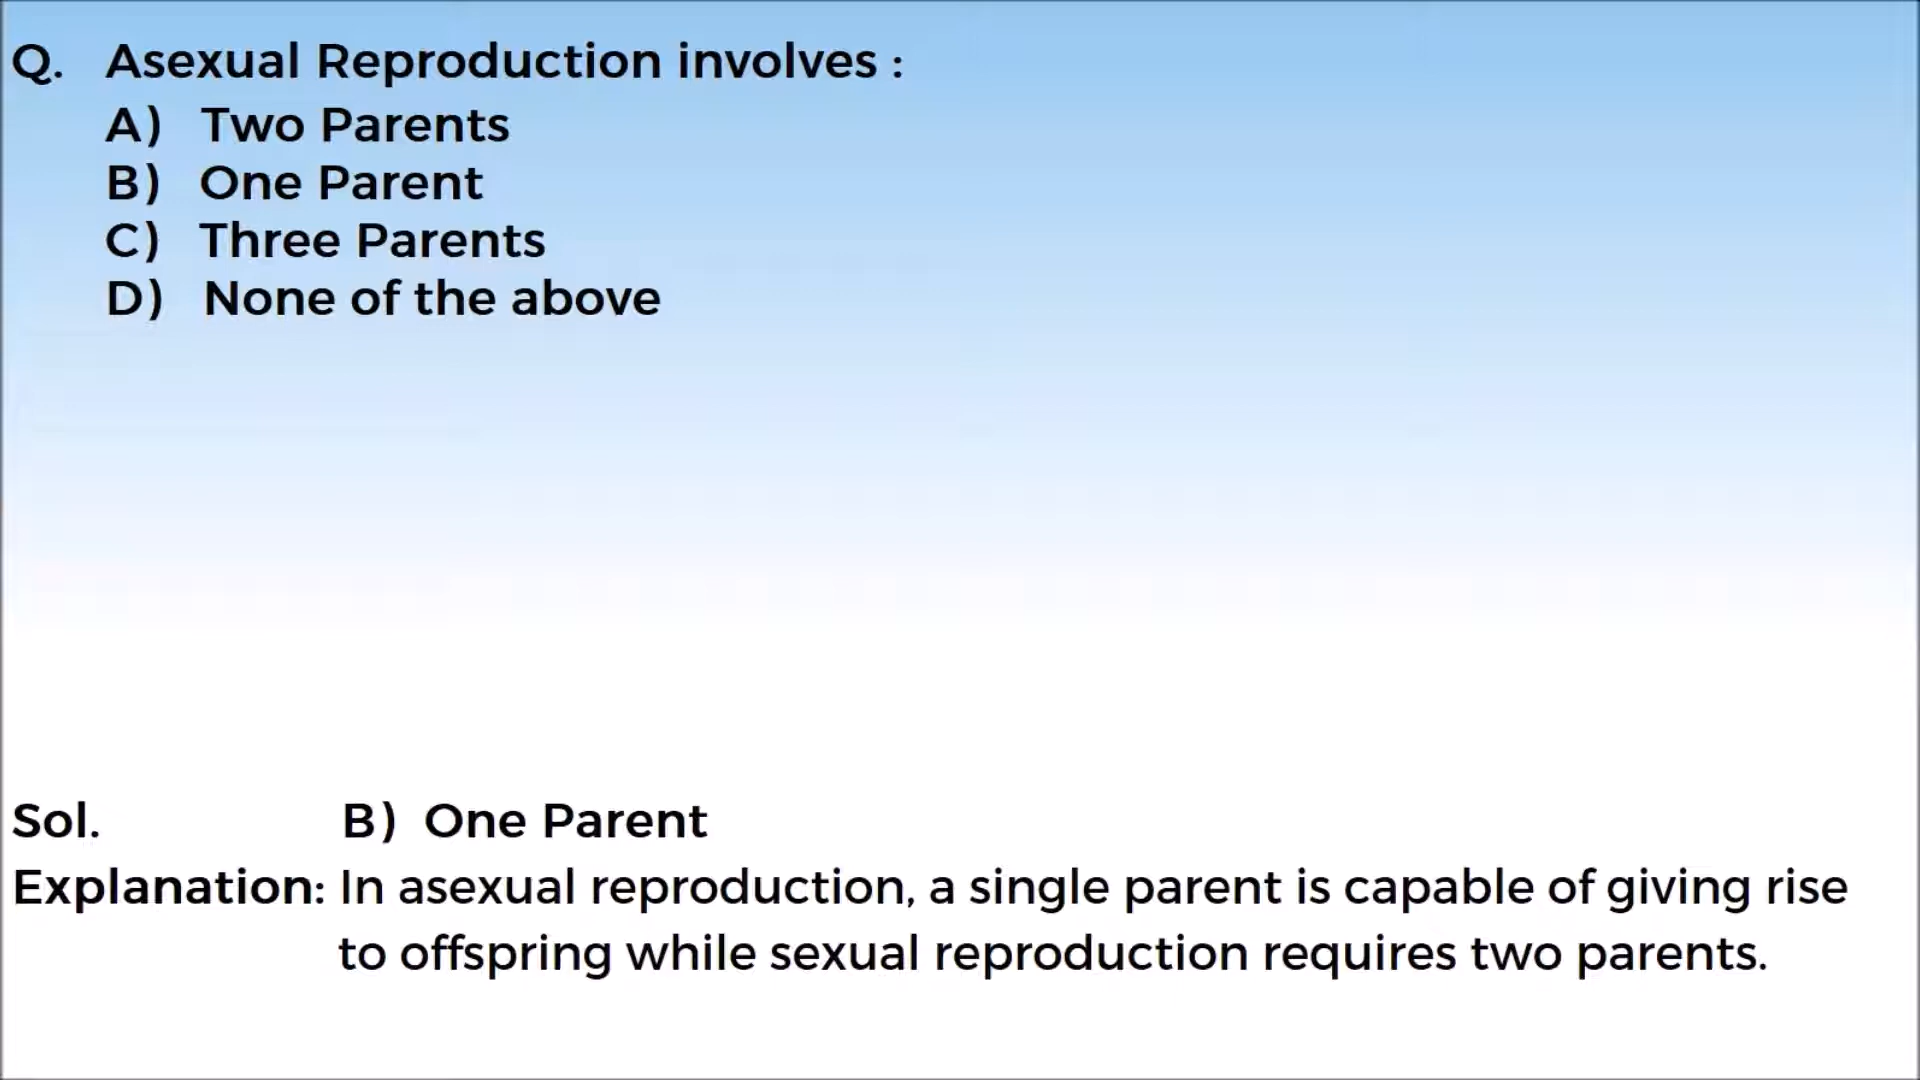 Q. Asexual Reproduction involves :
A) Two Parents
B) One Parent
C) Three Parents
D) None of the above
Sol. B) One Parent
Explanation: In asexual reproduction, a single parent is capable of giving rise
to offspring while sexual reproduction requires two parents.